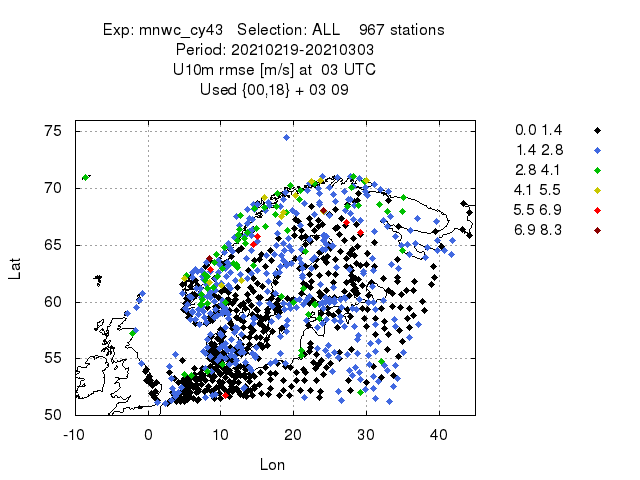 Exp: mnwc_cy43 Selection: ALL 967 stations
Period: 20210219-20210303
U10m rmse [m/s] at 03 UTC
Used {00,18} + 03 09
0.0 1.4
1.4 2.8
2.8 4.1
4.1 5.5
5.5 6.9
6.9 8.3
75
70
65
60
55
50
Lat
-10 0 10 20 30 40
Lon